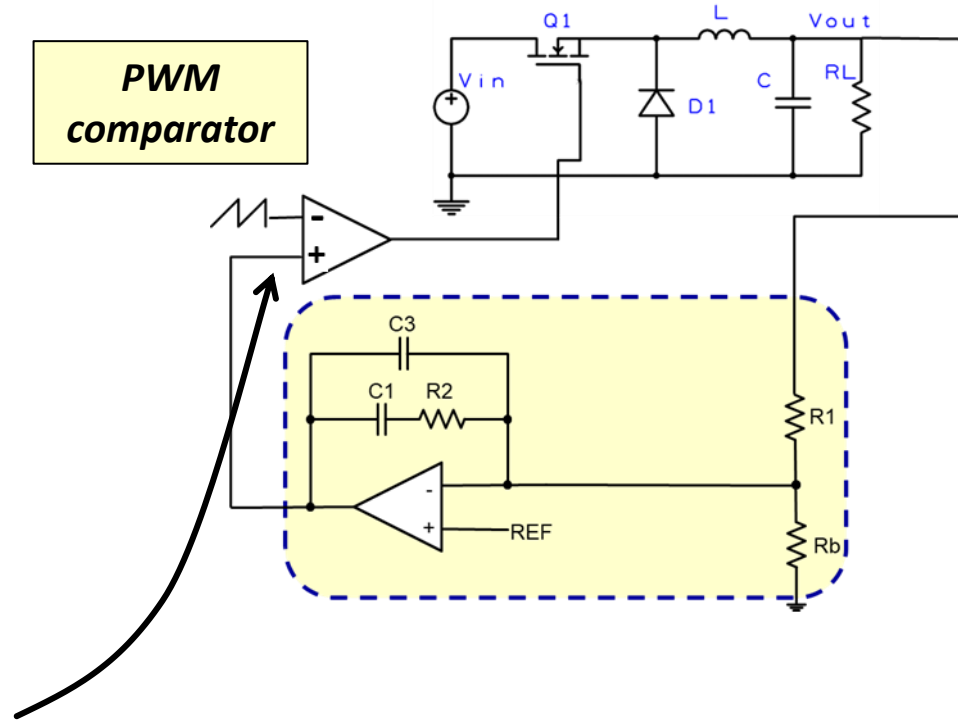 PWM
comparator
Q1
L
Vout
Vin
D1
C
RL
+
-
+
C3
C1
R2
R1
-
+
REF
Rb